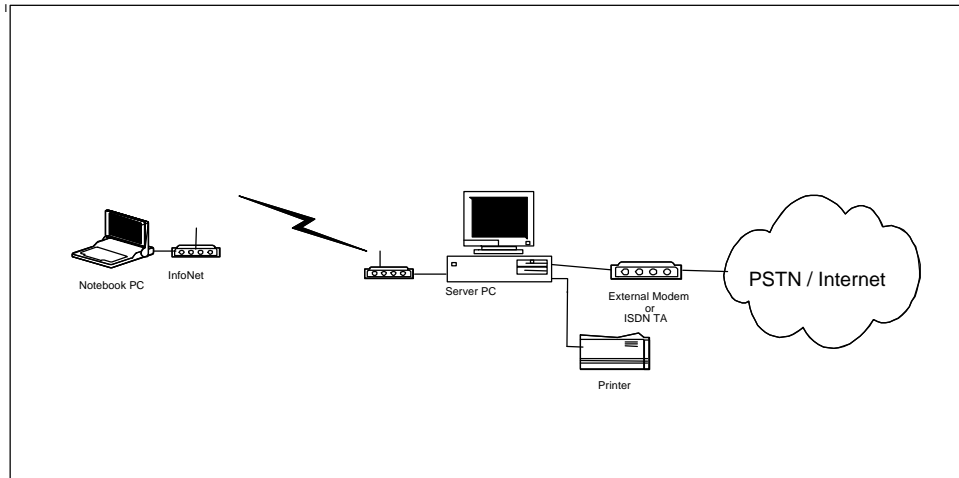 InfoNet
Notebook PC
Server PC
External Modem
or
ISDN TA
PSTN / Internet
Printer